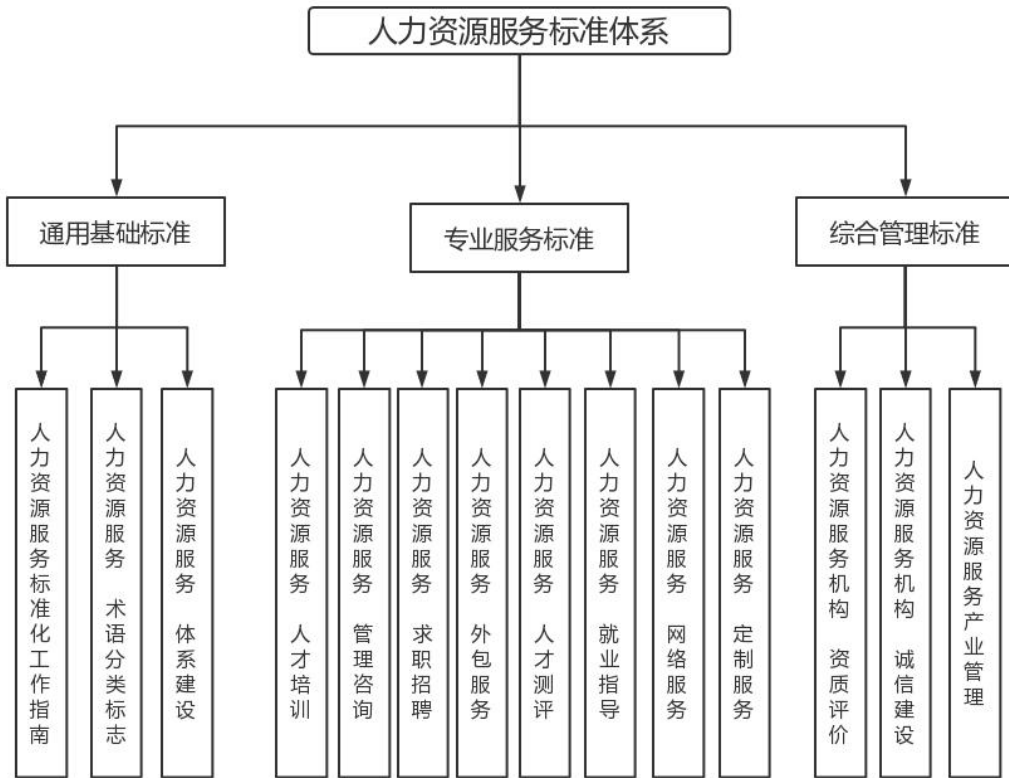 人力资源服务标准体系
通用基础标准
专业服务标准
综合管理标准
人力资源服务标准化工作指南
人力资源服务 术语分类标志
人力资源服务 体系建设
人力资源服务 人才培训
人力资源服务 管理咨询
人力资源服务 求职招聘
人力资源服务 外包服务
人力资源服务 人才测评
人力资源服务 就业指导
人力资源服务 网络服务
人力资源服务 定制服务
人力资源服务机构 资质评价
人力资源服务机构 诚信建设
人力资源服务产业管理